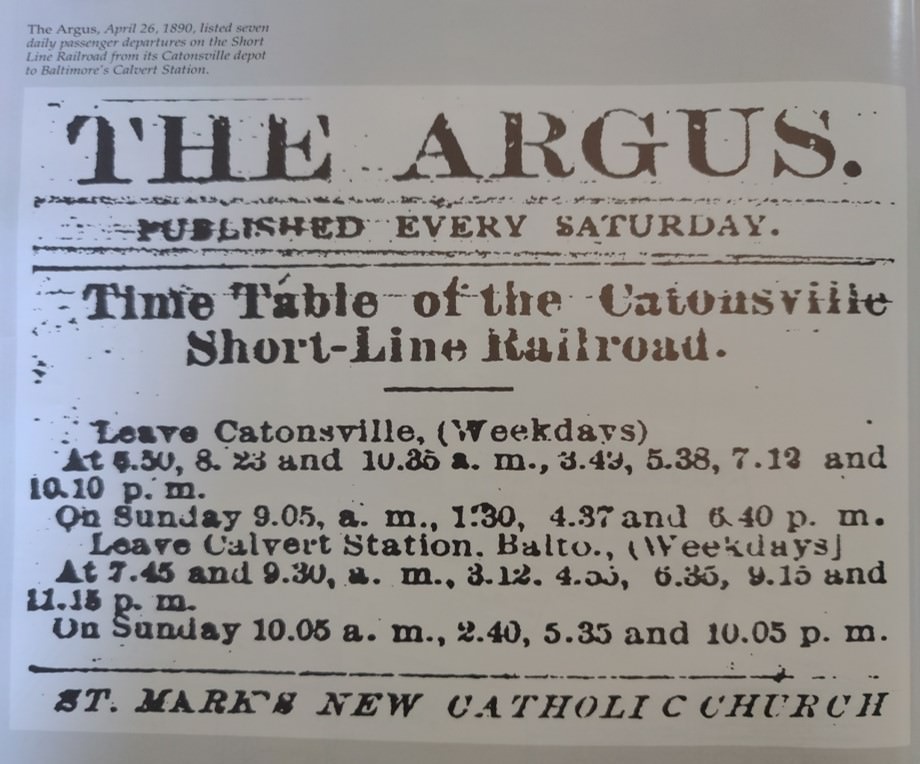 The Argus, April 26, 1890, listed seven
daily passenger departures on the Short
Line Railroad from its Catonsville depot
to Baltimore's Calvert Station.
THE ARGUS.
PUBLISHED EVERY SATURDAY.
Time Table of the Catonsville
Short-Line Railroad.
Leave Catonsville, (Weekdays)
At 8. 23 and 10.35 a. m., 3.49, 5.38, 7.12 and
10.10 p. m.
On Sunday 9.05, a. m., 1.30, 4.37 and 6.40 p. m.
Leave Calvert Station. Balto., (Weekdays)
At 7.45 and 9.30, a. m., 3.12. 6.35, 9.15 and
11.15 p. m.
On Sunday 10.05 a. m., 2.40, 5.35 and 10.05 p. m.
ST. MARK'S NEW CATHOLIC CHURCH